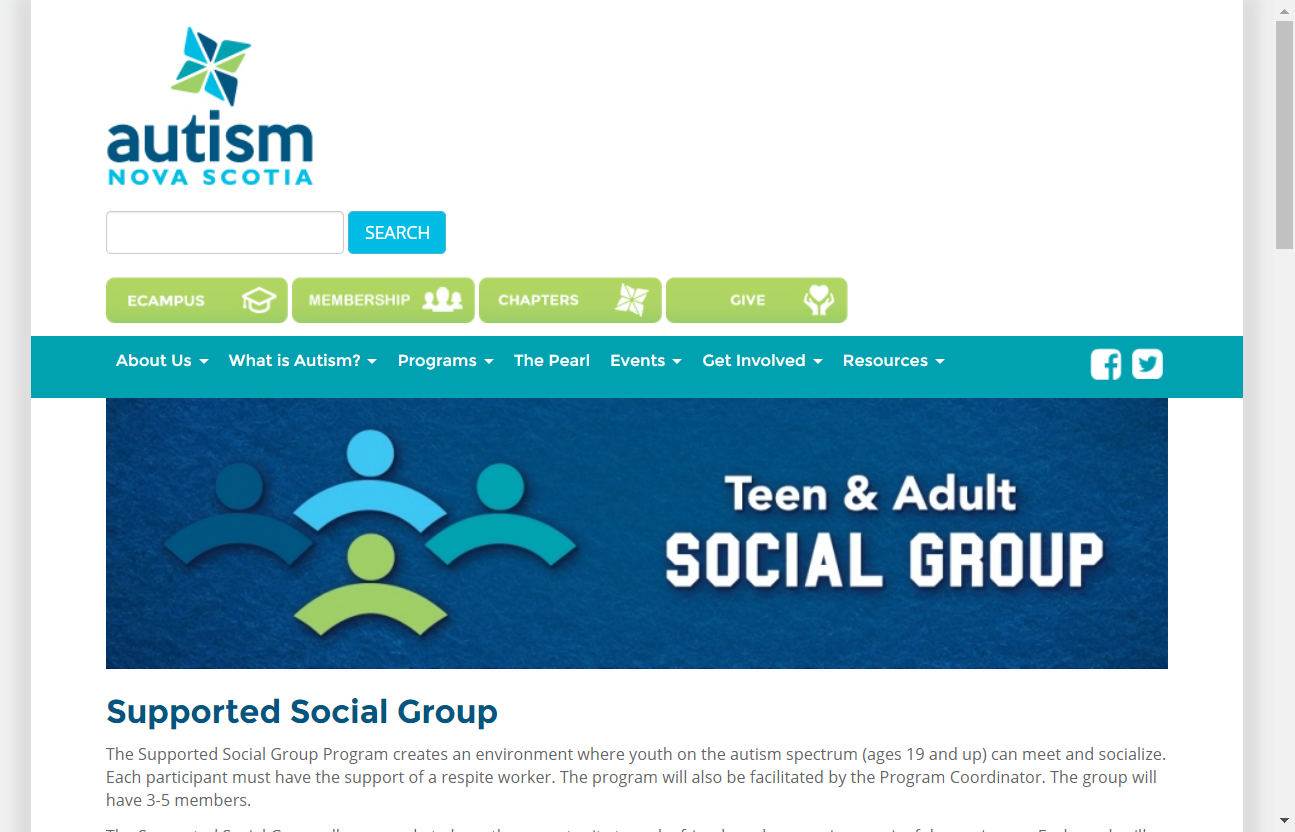 autism
NOVA SCOTIA
SEARCH
ECAMPUS MEMBERSHIP CHAPTERS GIVE
About Us What is Autism? Programs The Pearl Events Get Involved Resources
Teen & Adult
SOCIAL GROUP
Supported Social Group
The Supported Social Group Program creates an environment where youth on the autism spectrum (ages 19 and up) can meet and socialize.
Each participant must have the support of a respite worker. The program will also be facilitated by the Program Coordinator. The group will
have 3-5 members.